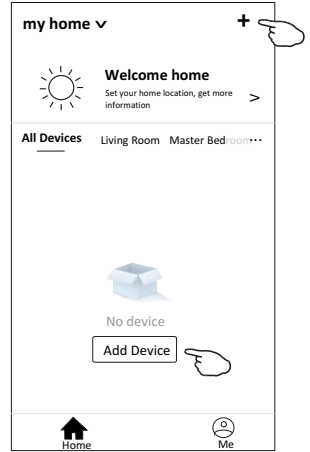 my home
Welcome home
Set your home location, get more
information
All Devices Living Room Master Bedroom...
No device
Add Device
Home Me